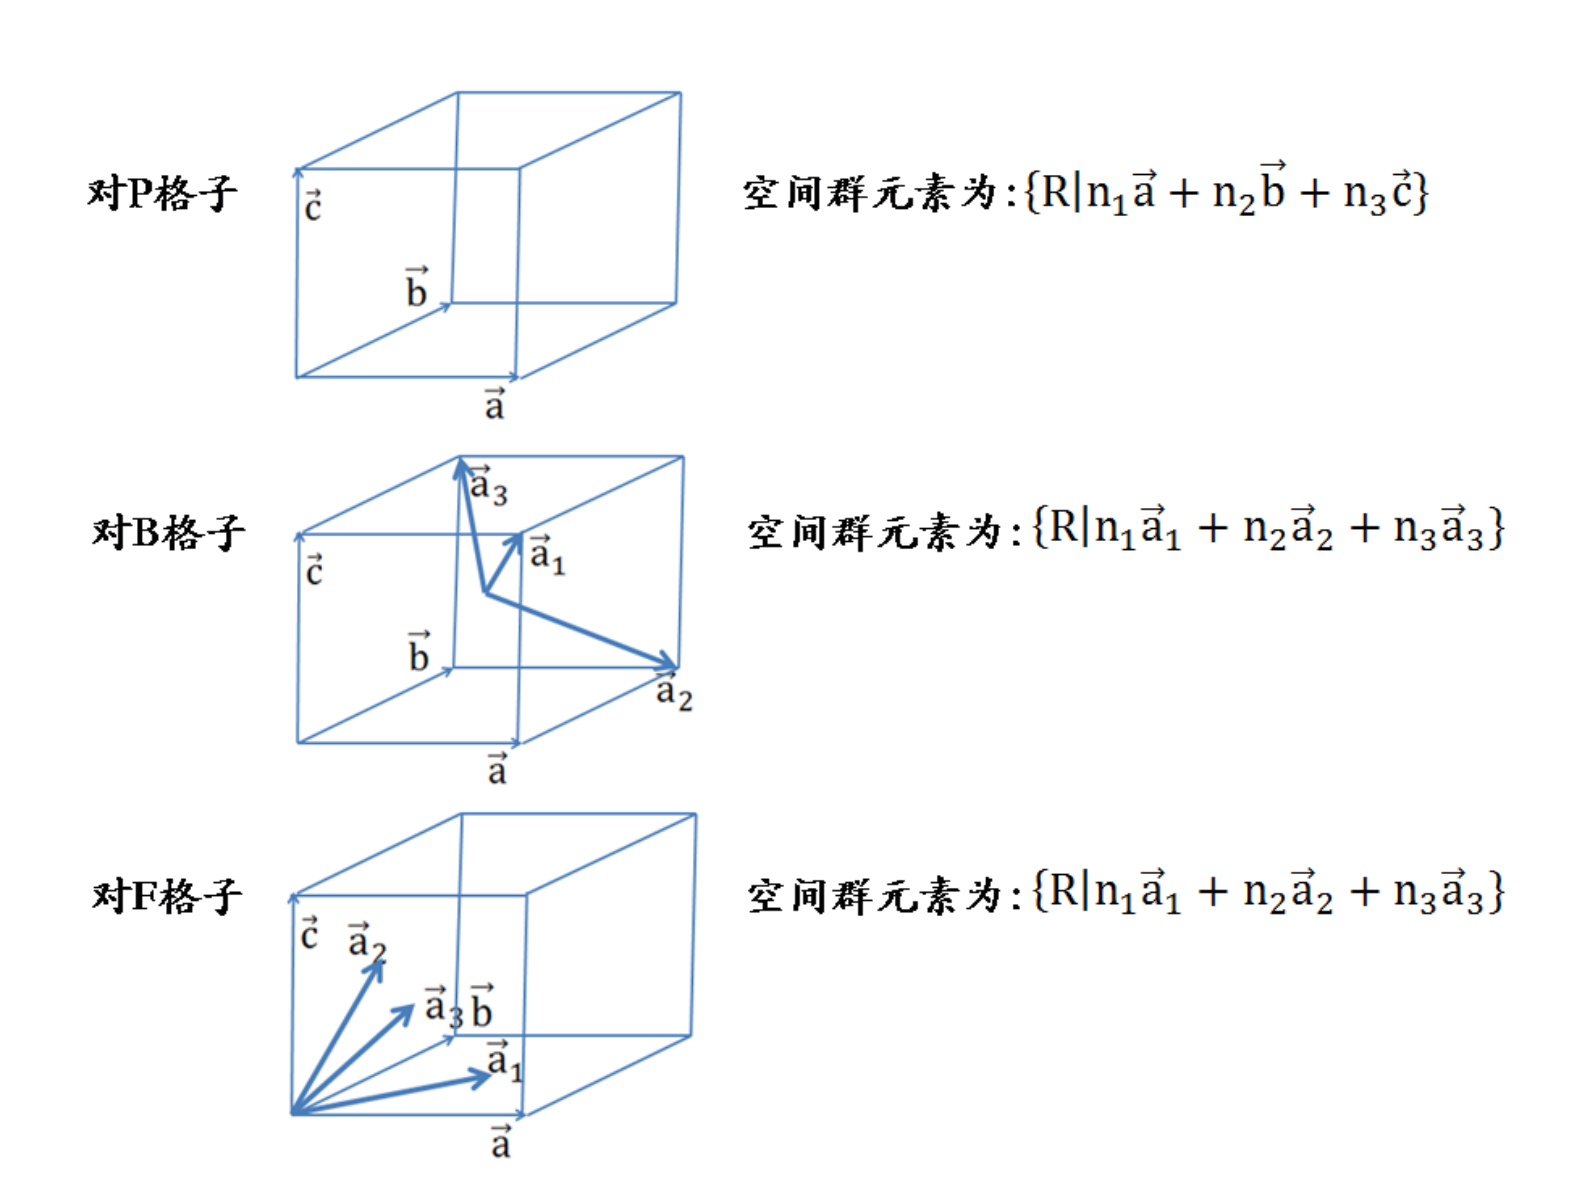 对P格子
c⃗
b⃗
a⃗
空间群元素为:{R|n₁a⃗ + n₂b⃗ + n₃c⃗}
对B格子
a⃗₃
a⃗₁
c⃗
b⃗
a⃗₂
a⃗
空间群元素为:{R|n₁a⃗₁ + n₂a⃗₂ + n₃a⃗₃}
对F格子
c⃗
a⃗₂
a⃗₃
b⃗
a⃗₁
a⃗
空间群元素为:{R|n₁a⃗₁ + n₂a⃗₂ + n₃a⃗₃}